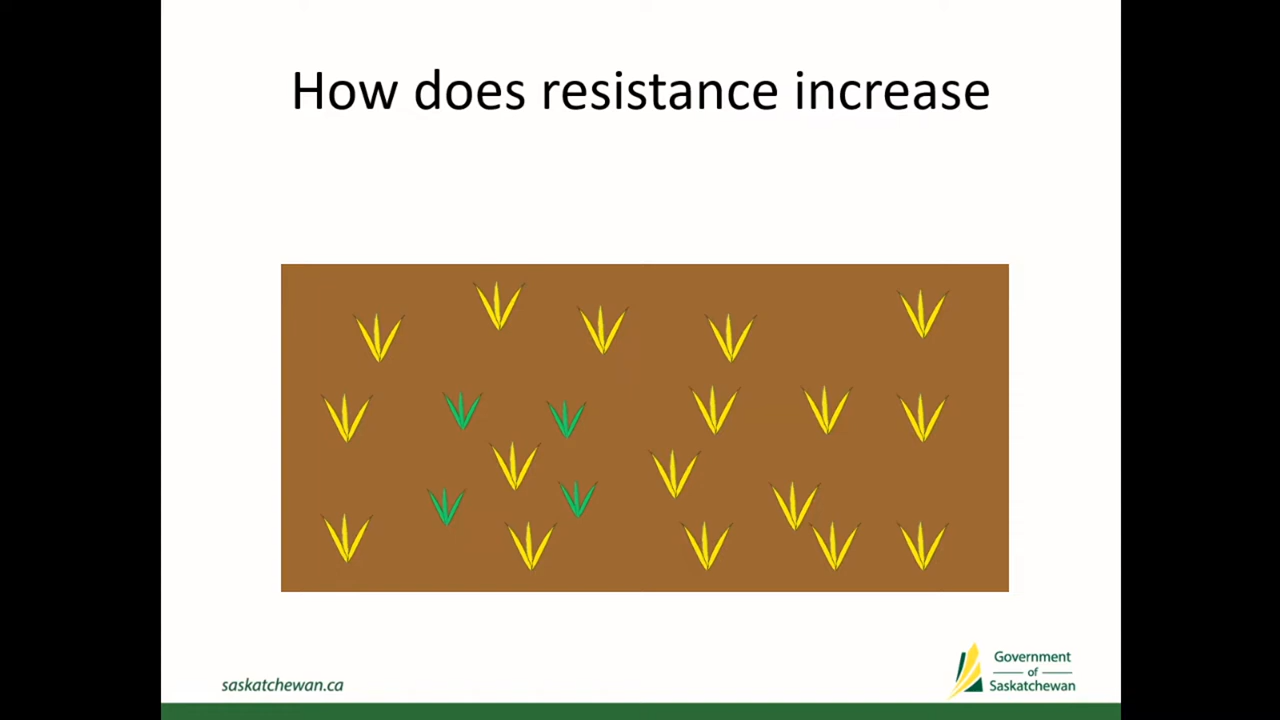 How does resistance increase
saskatchewan.ca
Government
of
Saskatchewan